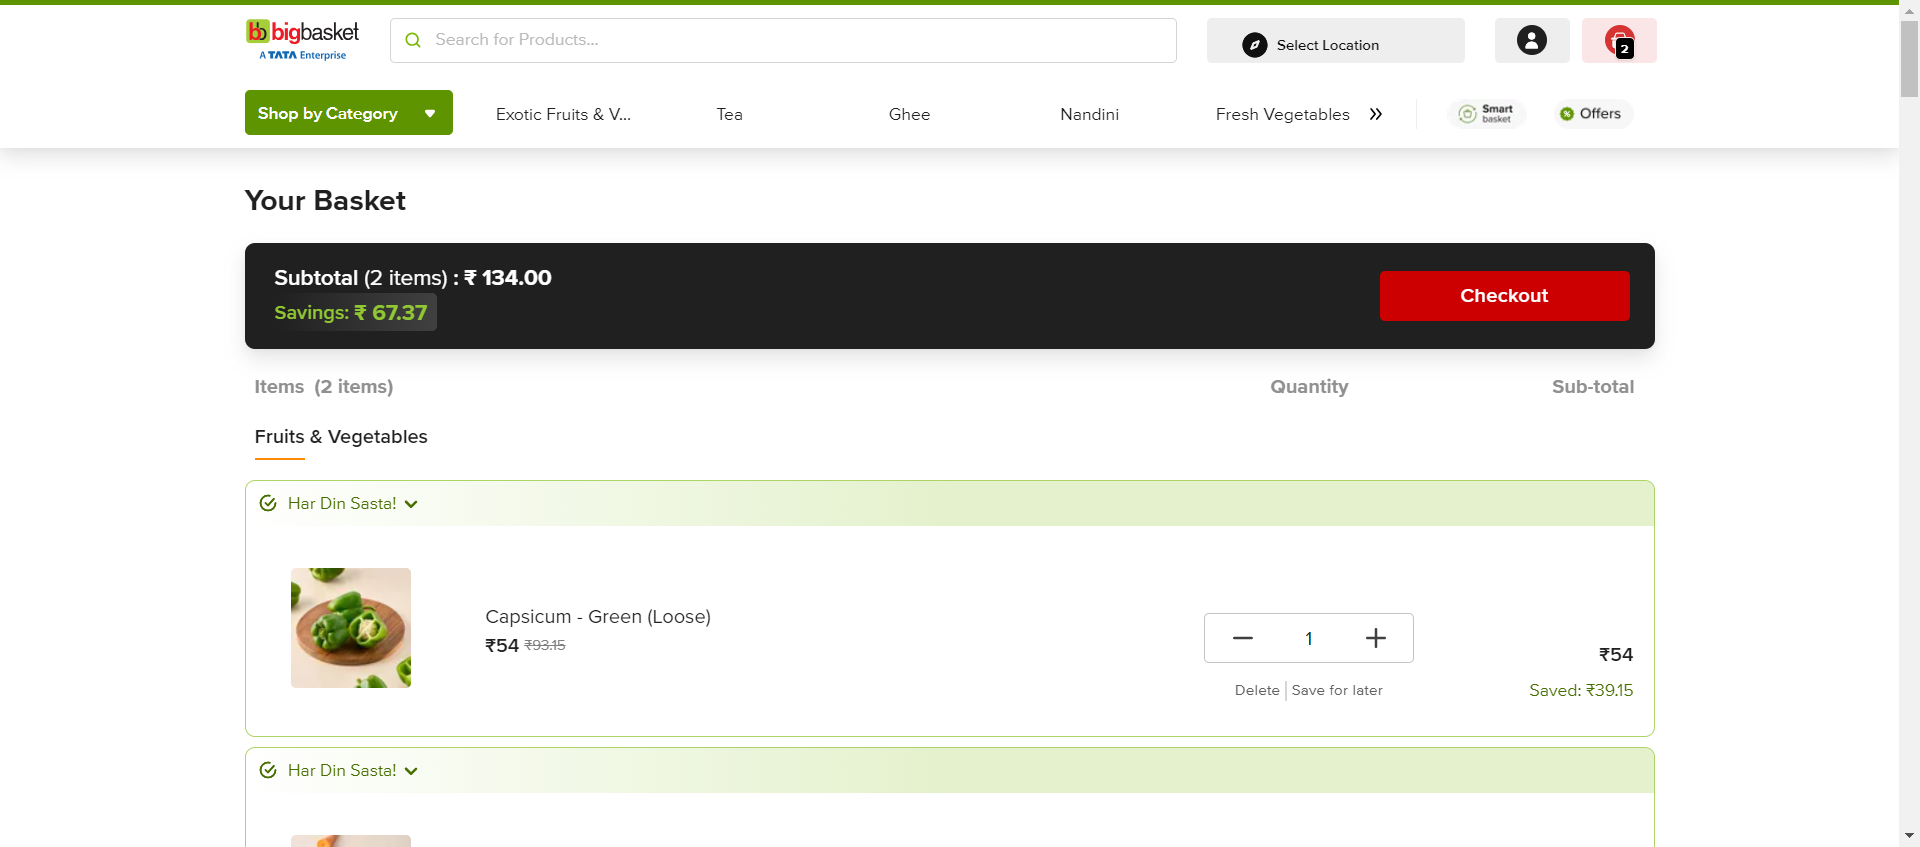 bb bigbasket
A TATA Enterprise
Search for Products...
Select Location
2
Shop by Category
Exotic Fruits & V...
Tea
Ghee
Nandini
Fresh Vegetables
Smart
basket
Offers
Your Basket
Subtotal (2 items) : ₹ 134.00
Savings: ₹ 67.37
Checkout
Items (2 items)
Quantity
Sub-total
Fruits & Vegetables
Har Din Sasta!
Capsicum - Green (Loose)
₹54 ₹93.15
1
Delete
Save for later
₹54
Saved: ₹39.15
Har Din Sasta!